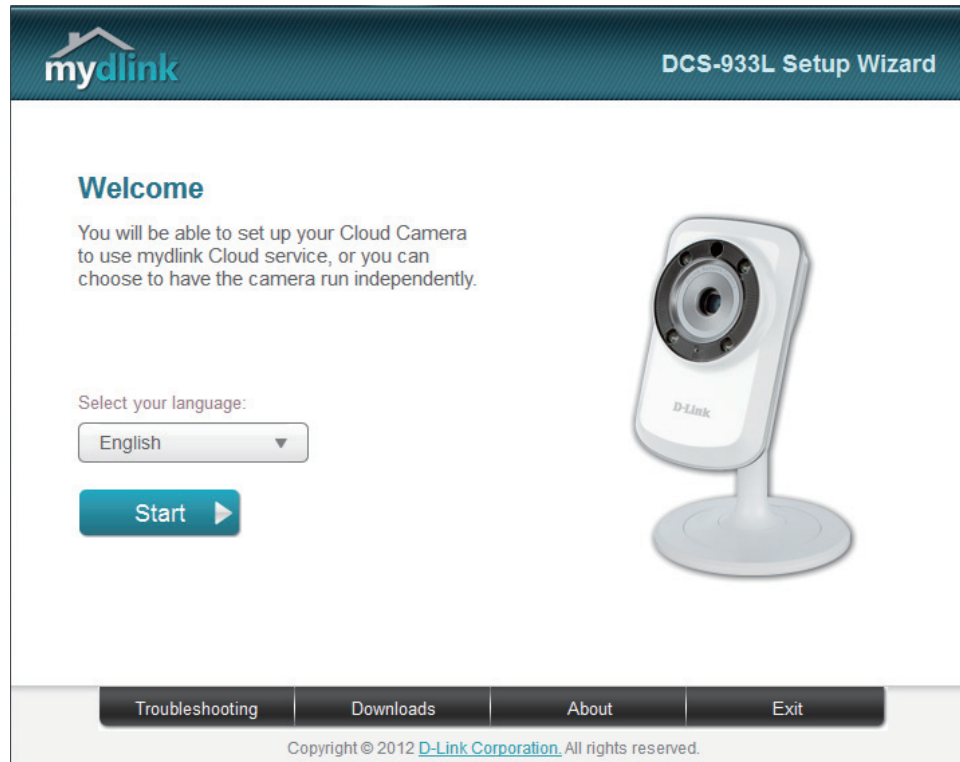 mydlink
DCS-933L Setup Wizard
Welcome
You will be able to set up your Cloud Camera
to use mydlink Cloud service, or you can
choose to have the camera run independently.
Select your language:
English
Start
D-Link
Troubleshooting
Downloads
About
Exit
Copyright © 2012 D-Link Corporation. All rights reserved.